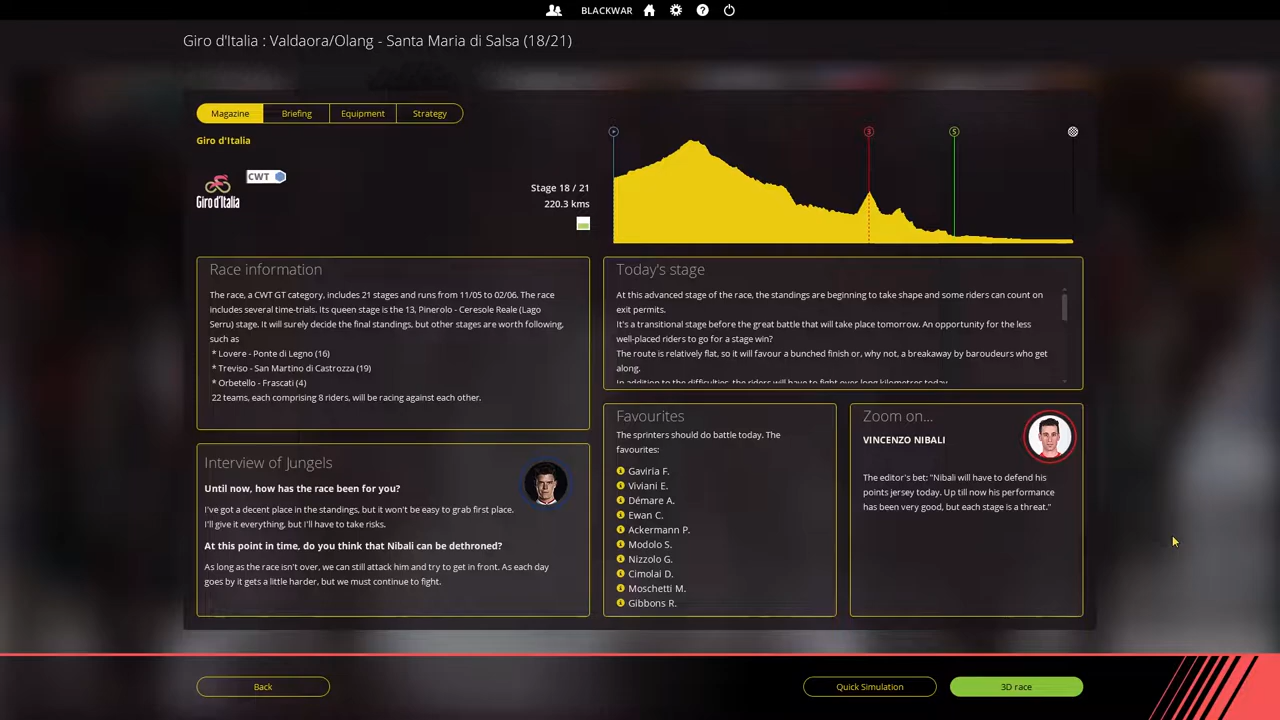 BLACKWAR
Giro d'Italia : Valdaora/Olang - Santa Maria di Salsa (18/21)
Magazine
Briefing
Equipment
Strategy
Giro d'Italia
Giro d'Italia
CWT
Stage 18 / 21
220.3 kms
3
S
Race information
The race, a CWT GT category, includes 21 stages and runs from 11/05 to 02/06. The race
includes several time-trials. Its queen stage is the 13, Pinerolo - Ceresole Reale (Lago
Serru) stage. It will surely decide the final standings, but other stages are worth following,
such as
* Lovere - Ponte di Legno (16)
* Treviso - San Martino di Castrozza (19)
* Orbetello - Frascati (4)
22 teams, each comprising 8 riders, will be racing against each other.
Today's stage
At this advanced stage of the race, the standings are beginning to take shape and some riders can count on
exit permits.
It's a transitional stage before the great battle that will take place tomorrow. An opportunity for the less
well-placed riders to go for a stage win?
The route is relatively flat, so it will favour a bunched finish or, why not, a breakaway by baroudeurs who get
along.
In addition to the difficulties, the riders will have to fight over long kilometres today.
Interview of Jungels
Until now, how has the race been for you?
I've got a decent place in the standings, but it won't be easy to grab first place.
I'll give it everything, but I'll have to take risks.
At this point in time, do you think that Nibali can be dethroned?
As long as the race isn't over, we can still attack him and try to get in front. As each day
goes by it gets a little harder, but we must continue to fight.
Favourites
The sprinters should do battle today. The
favourites:
Gaviria F.
Viviani E.
Démare A.
Ewan C.
Ackermann P.
Modolo S.
Nizzolo G.
Cimolai D.
Moschetti M.
Gibbons R.
Zoom on...
VINCENZO NIBALI
The editor's bet: "Nibali will have to defend his
points jersey today. Up till now his performance
has been very good, but each stage is a threat."
Back
Quick Simulation
3D race